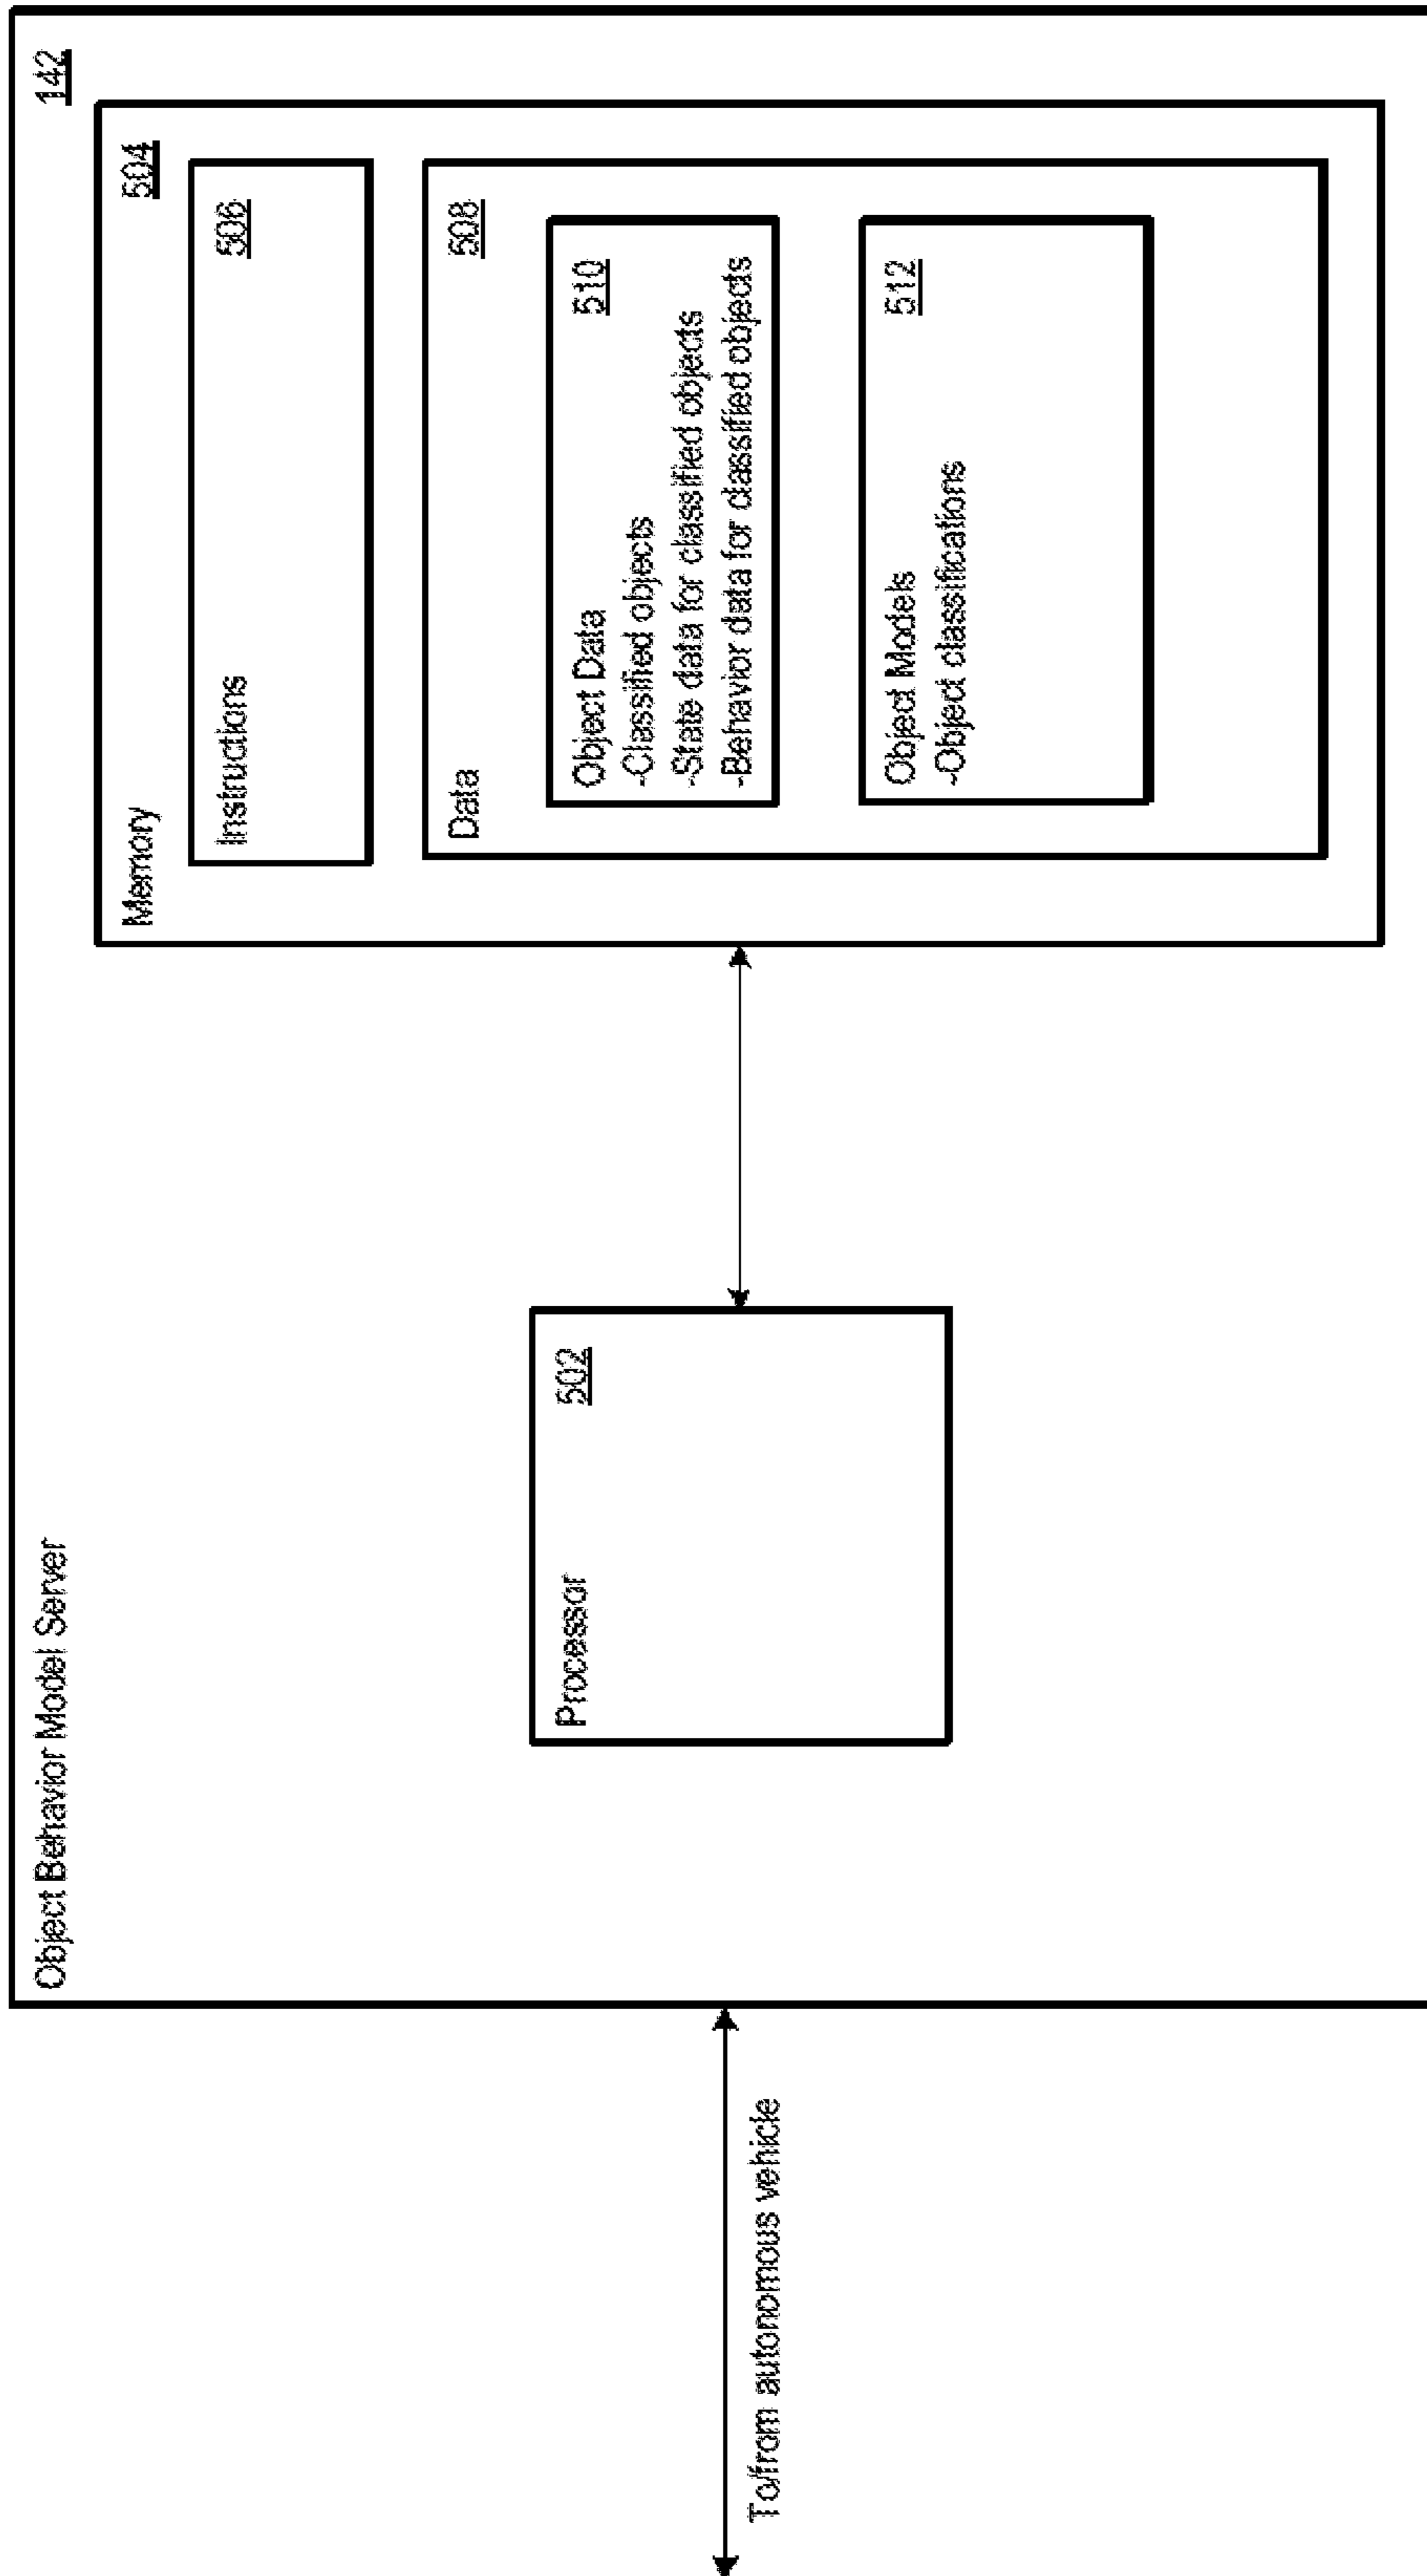 Object Behavior Model Server
142
Memory
504
Instructions
506
Data
508
Object Data
510
-Classified objects
-State data for classified objects
-Behavior data for classified objects
Object Models
512
-Object classifications
Processor
502
To/from autonomous vehicle